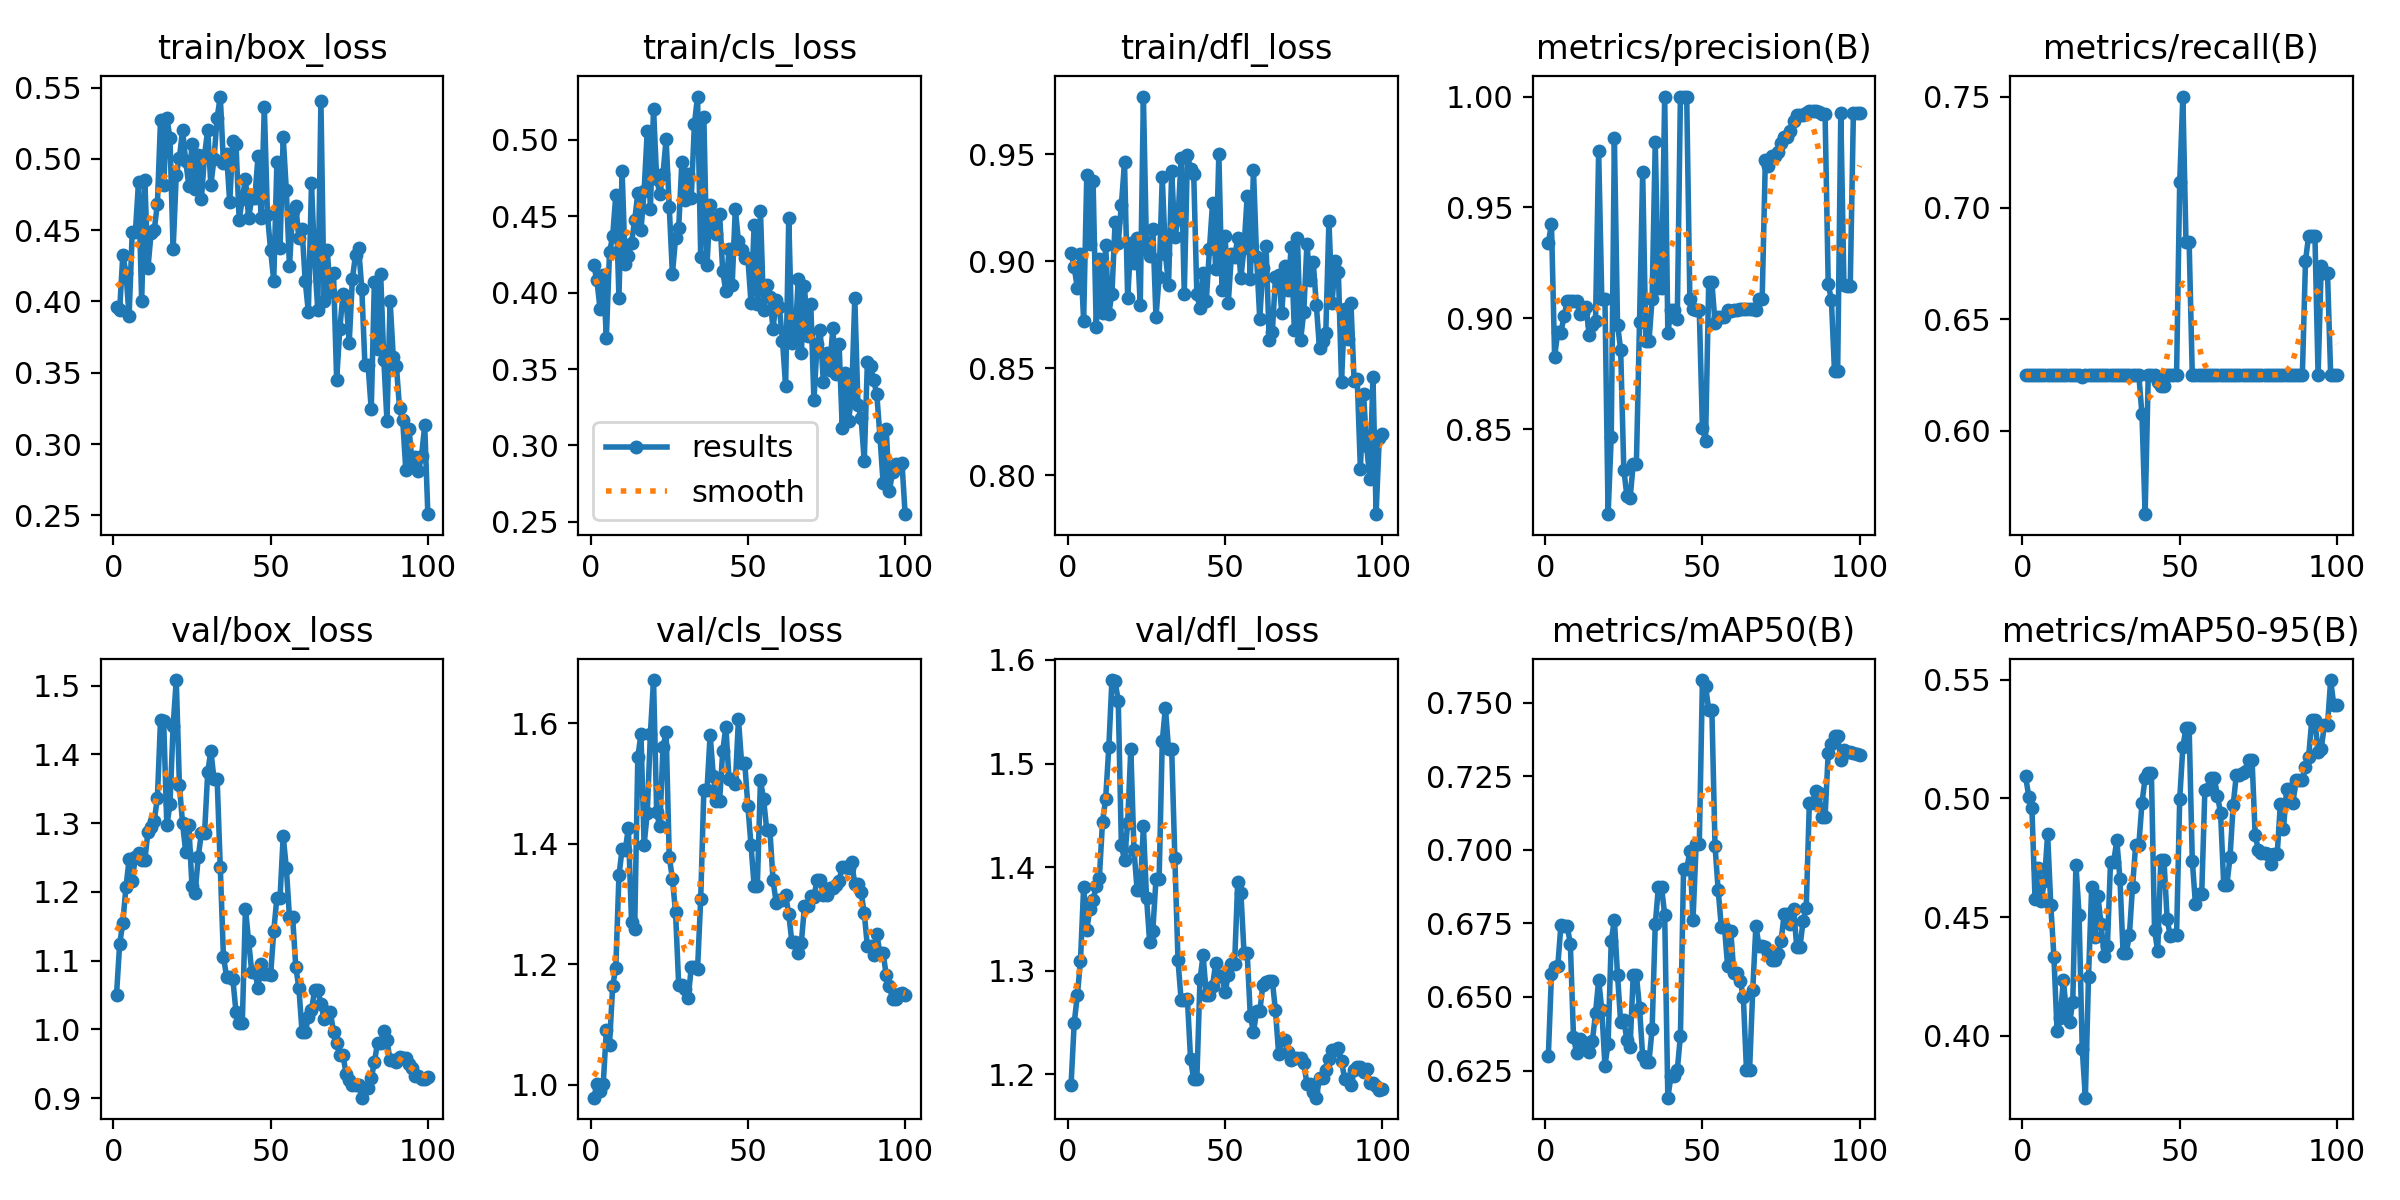 train/box_loss
train/cls_loss
train/dfl_loss
metrics/precision(B)
metrics/recall(B)
0.55
0.50
0.45
0.40
0.35
0.30
0.25
0 50 100
0.50
0.45
0.40
0.35
0.30
0.25
results
smooth
0 50 100
0.95
0.90
0.85
0.80
0 50 100
1.00
0.95
0.90
0.85
0 50 100
0.75
0.70
0.65
0.60
0 50 100
val/box_loss
val/cls_loss
val/dfl_loss
metrics/mAP50(B)
metrics/mAP50-95(B)
1.5
1.4
1.3
1.2
1.1
1.0
0.9
0 50 100
1.6
1.4
1.2
1.0
0 50 100
1.6
1.5
1.4
1.3
1.2
0 50 100
0.750
0.725
0.700
0.675
0.650
0.625
0 50 100
0.55
0.50
0.45
0.40
0 50 100